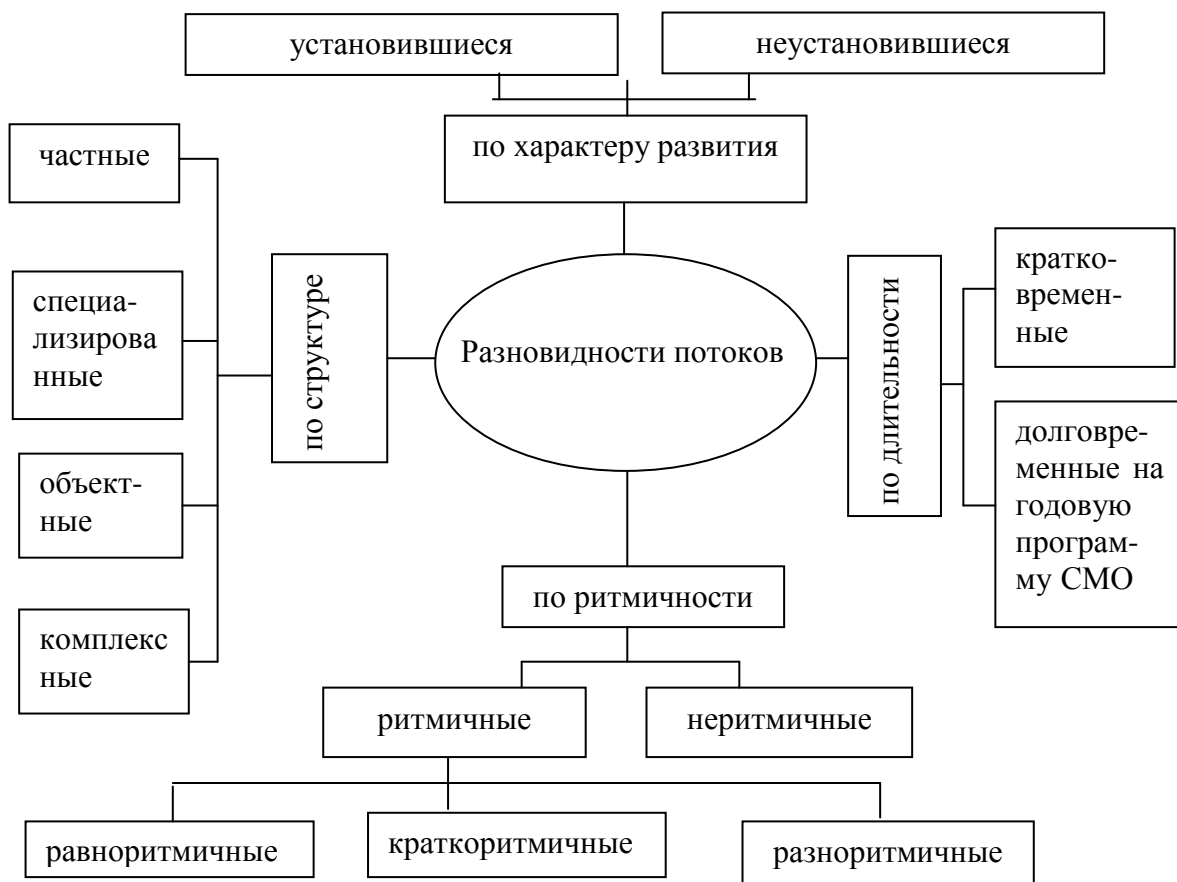 установившиеся
неустановившиеся
по характеру развития
частные
специа-
лизирова
нные
объект-
ные
комплекс
ные
по структуре
Разновидности потоков
по длительности
кратко-
времен-
ные
долговре-
менные на
годовую
програм-
му СМО
по ритмичности
ритмичные
неритмичные
равноритмичные
краткоритмичные
разноритмичные